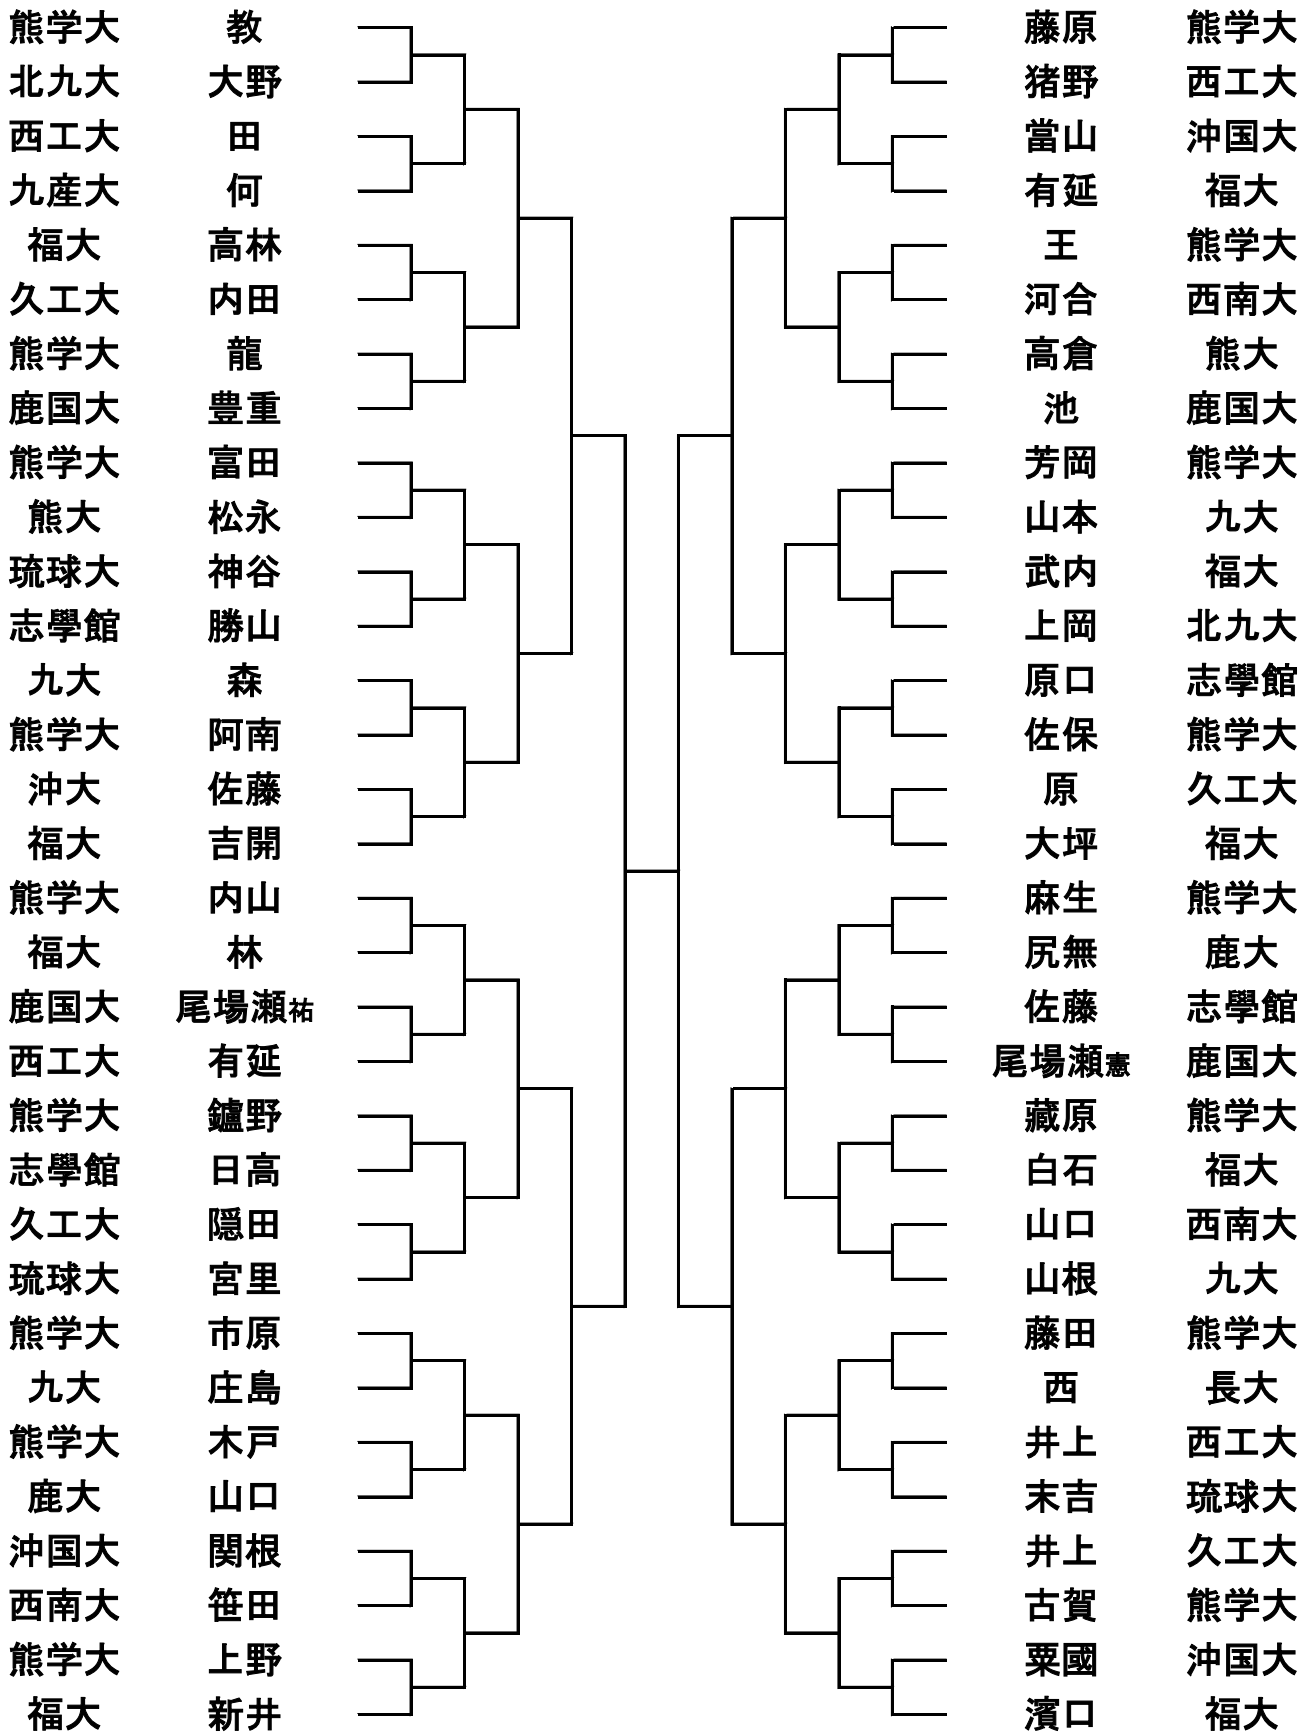 熊学大 教 藤原 熊学大
北九大 大野 猪野 西工大
西工大 田 當山 沖国大
九産大 何 有延 福大
福大 高林 王 熊学大
久工大 内田 河合 西南大
熊学大 龍 高倉 熊大
鹿国大 豊重 池 鹿国大
熊学大 富田 芳岡 熊学大
熊大 松永 山本 九大
琉球大 神谷 武内 福大
志學館 勝山 上岡 北九大
九大 森 原口 志學館
熊学大 阿南 佐保 熊学大
沖大 佐藤 原 久工大
福大 吉開 大坪 福大
熊学大 内山 麻生 熊学大
福大 林 尻無 鹿大
鹿国大 尾場瀬祐 佐藤 志學館
西工大 有延 尾場瀬憲 鹿国大
熊学大 鑪野 藏原 熊学大
志學館 日高 白石 福大
久工大 隠田 山口 西南大
琉球大 宮里 山根 九大
熊学大 市原 藤田 熊学大
九大 庄島 西 長大
熊学大 木戸 井上 西工大
鹿大 山口 末吉 琉球大
沖国大 関根 井上 久工大
西南大 笹田 古賀 熊学大
熊学大 上野 粟國 沖国大
福大 新井 濱口 福大